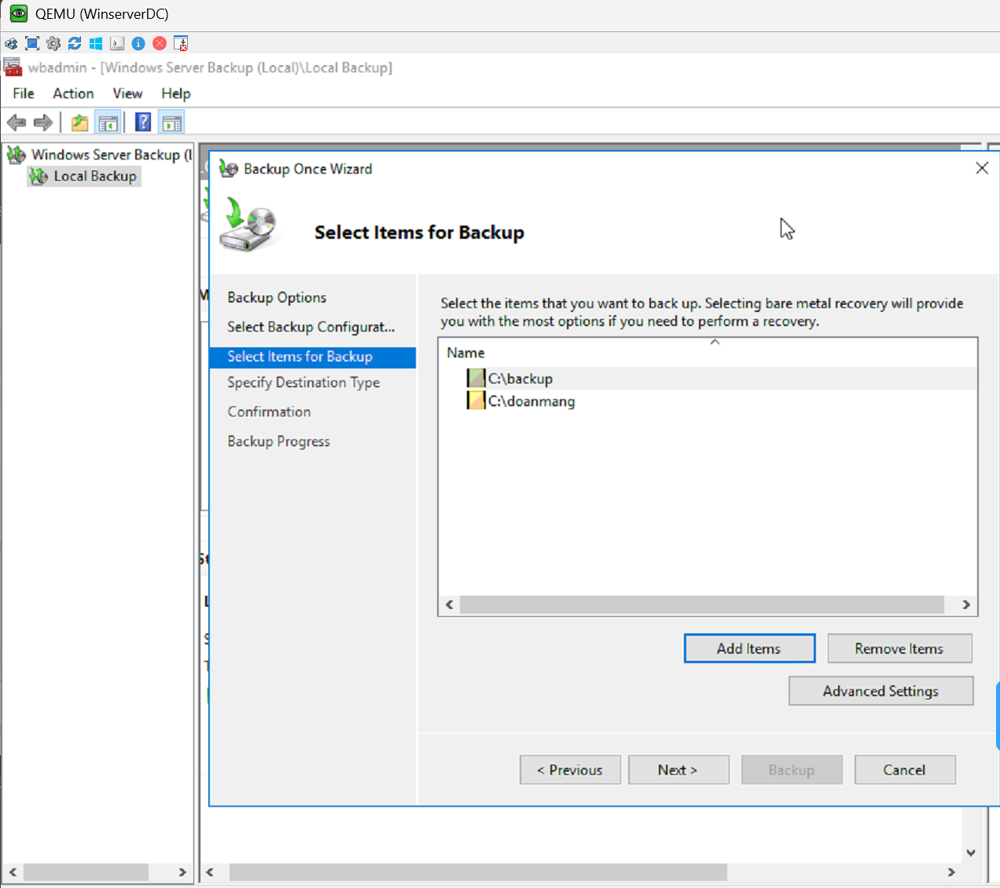 QEMU (WinserverDC)
wbadmin - [Windows Server Backup (Local)\Local Backup]
File Action View Help
Windows Server Backup (L
Local Backup
Backup Once Wizard
Select Items for Backup
Backup Options
Select Backup Configurat...
Select Items for Backup
Specify Destination Type
Confirmation
Backup Progress
Select the items that you want to back up. Selecting bare metal recovery will provide
you with the most options if you need to perform a recovery.
Name
C:\backup
C:\doanmang
Add Items
Remove Items
Advanced Settings
< Previous
Next >
Backup
Cancel